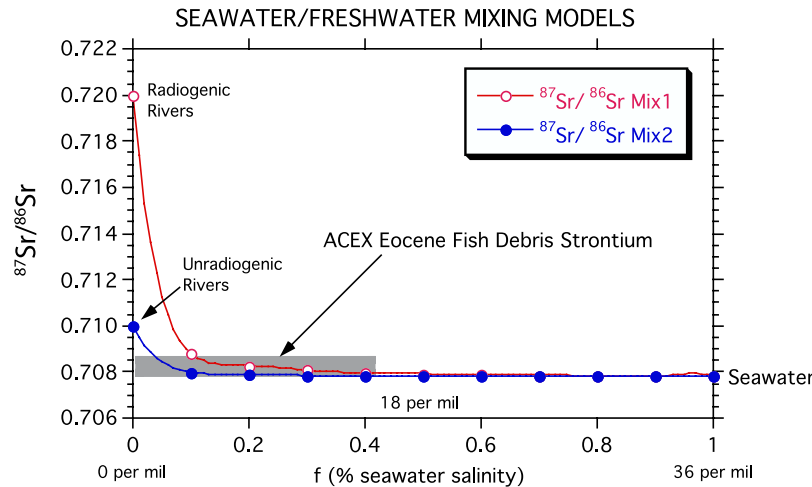 SEAWATER/FRESHWATER MIXING MODELS
0.722
0.720
0.718
0.716
0.714
0.712
0.710
0.708
0.706
⁸⁷Sr/⁸⁶Sr
Radiogenic
Rivers
⁸⁷Sr/ ⁸⁶Sr Mix1
⁸⁷Sr/ ⁸⁶Sr Mix2
ACEX Eocene Fish Debris Strontium
Unradiogenic
Rivers
Seawater
18 per mil
0
0.2
0.4
0.6
0.8
1
0 per mil
f (% seawater salinity)
36 per mil